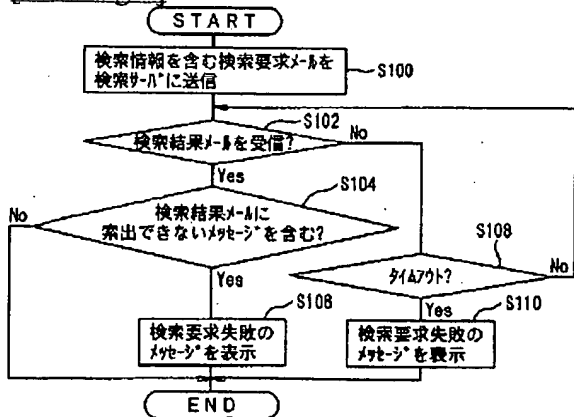 START
検索情報を含む検索要求メールを
検索サーバに送信
S100
S102
検索結果メールを受信?
No
Yes
S104
検索結果メールに
索出できないメッセージを含む?
No
Yes
S108
タイムアウト?
No
Yes
S106
検索要求失敗の
メッセージを表示
S110
検索要求失敗の
メッセージを表示
END